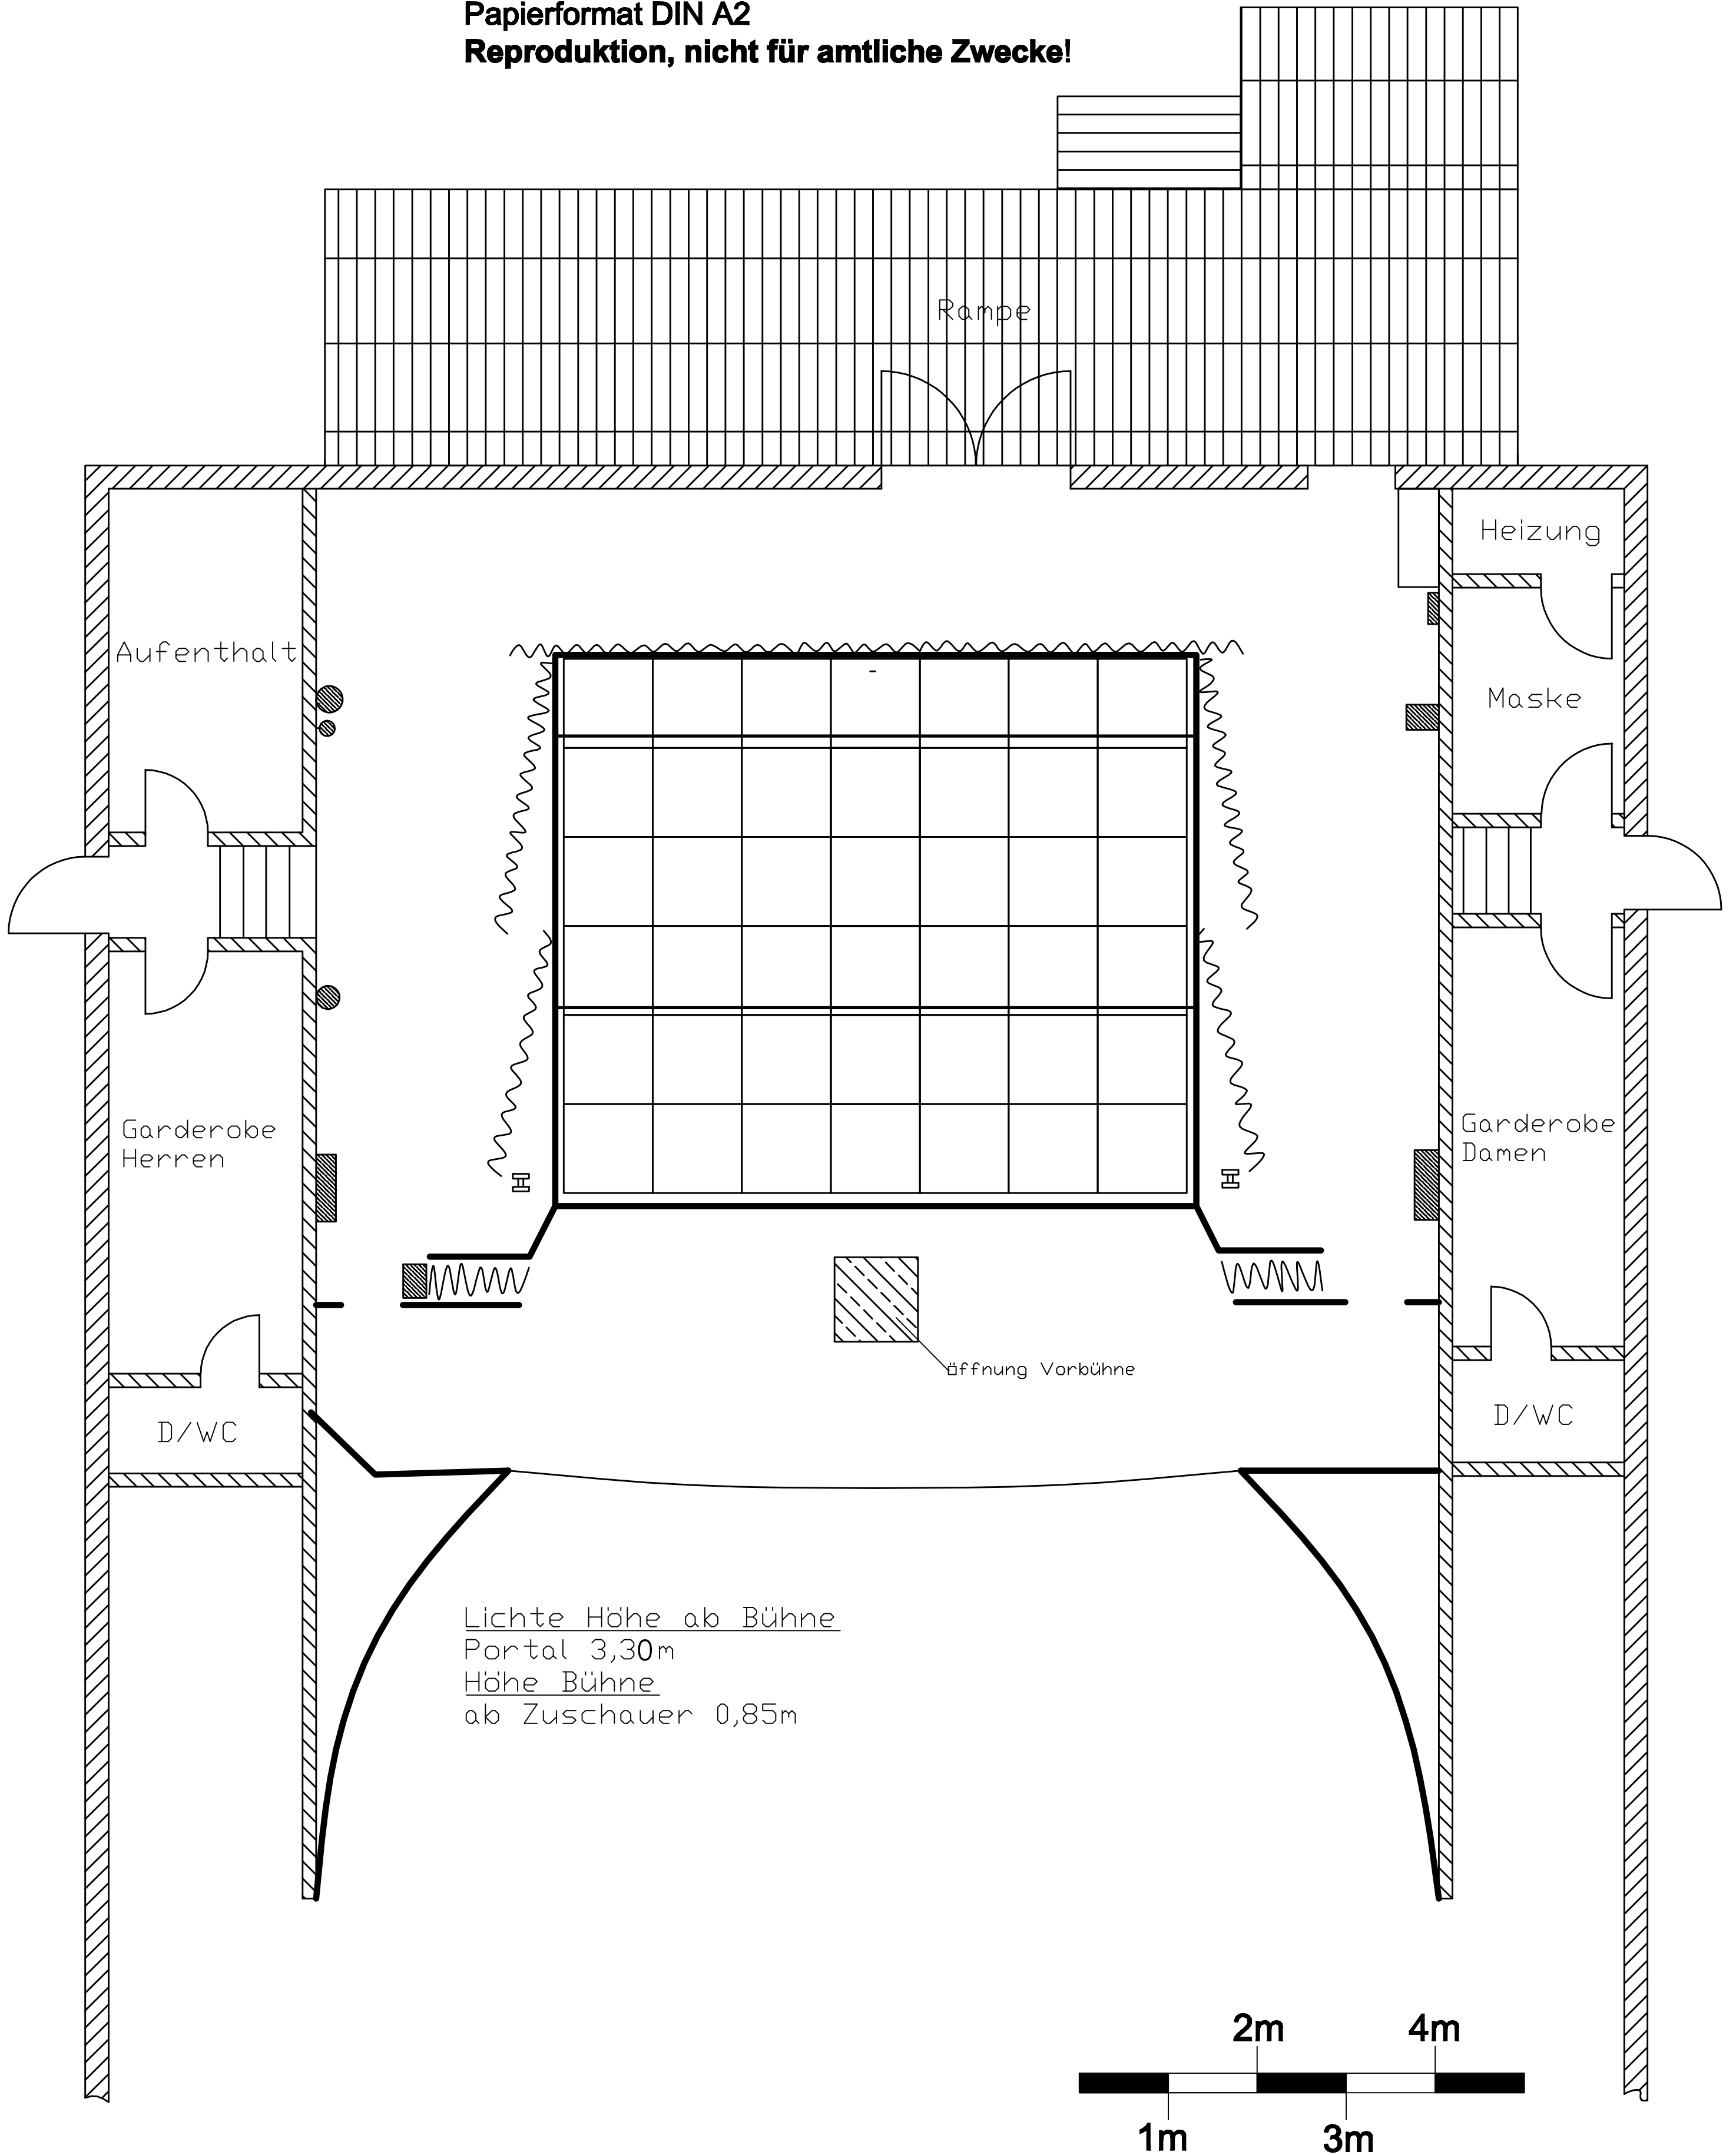 Papierformat DIN A2
Reproduktion, nicht für amtliche Zwecke!
Rampe
Heizung
Aufenthalt
Maske
Garderobe
Herren
Garderobe
Damen
Öffnung Vorbühne
D/WC
D/WC
Lichte Höhe ab Bühne
Portal 3,30m
Höhe Bühne
ab Zuschauer 0,85m
2m 4m
1m 3m